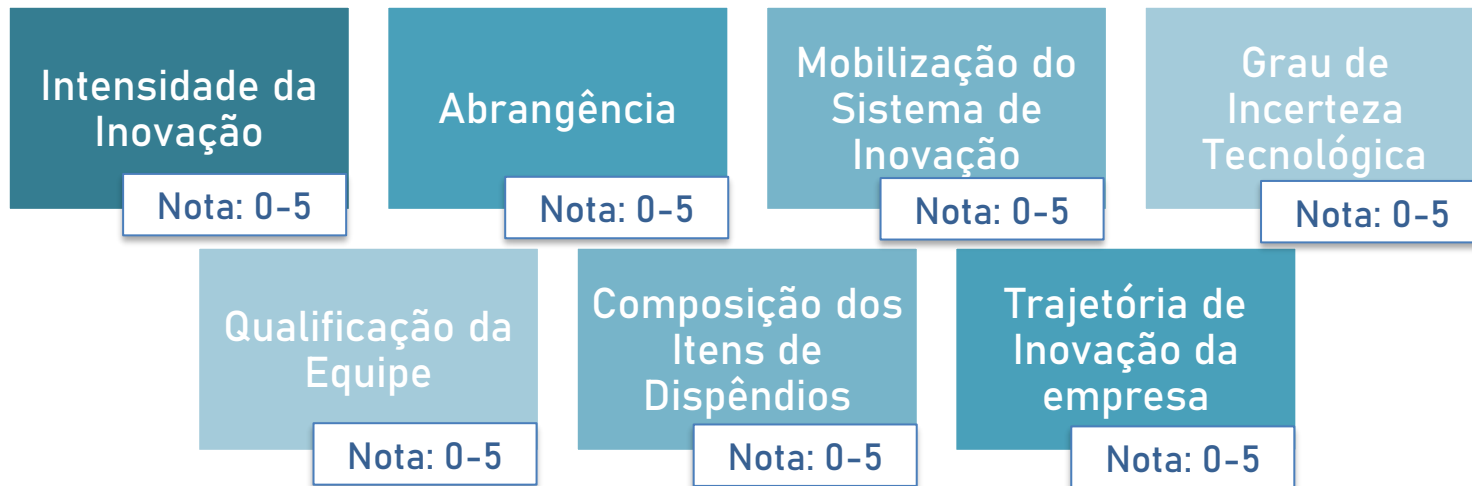 Intensidade da
Inovação
Nota: 0-5
Abrangência
Nota: 0-5
Mobilização do
Sistema de
Inovação
Nota: 0-5
Grau de
Incerteza
Tecnológica
Nota: 0-5
Qualificação da
Equipe
Nota: 0-5
Composição dos
Itens de
Dispêndios
Nota: 0-5
Trajetória de
Inovação da
empresa
Nota: 0-5